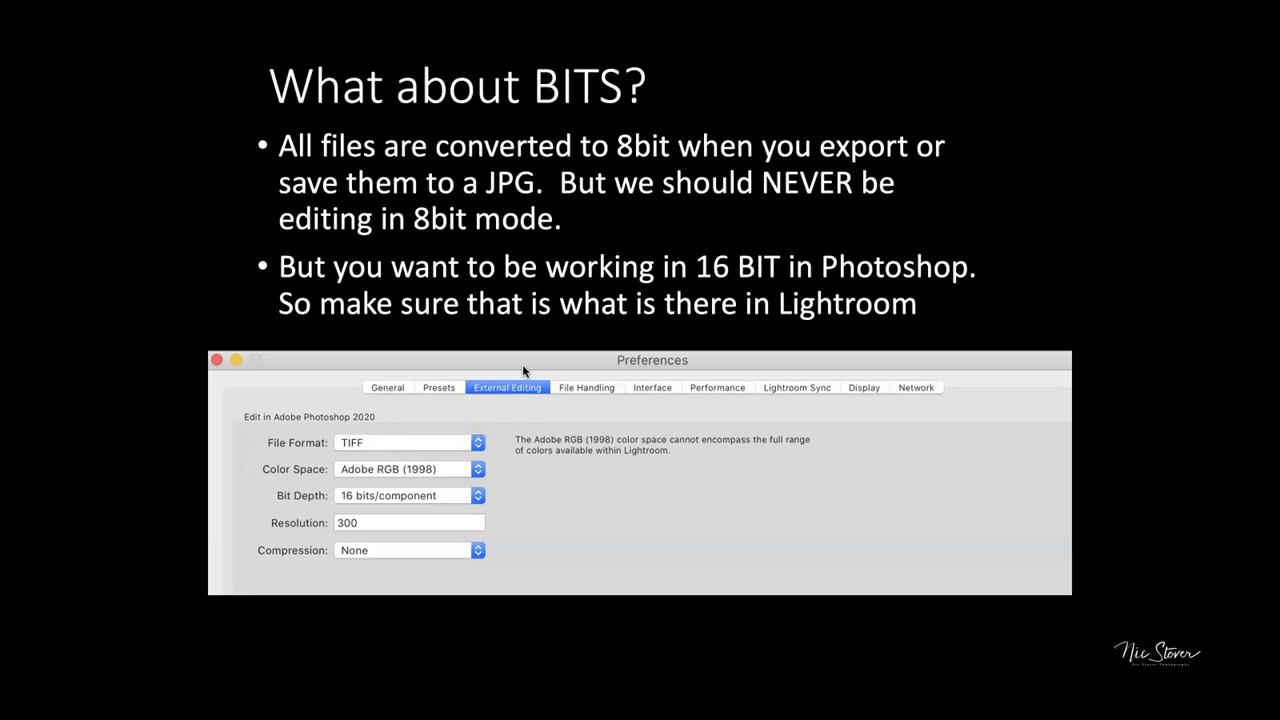 What about BITS?
• All files are converted to 8bit when you export or
save them to a JPG.  But we should NEVER be
editing in 8bit mode.
• But you want to be working in 16 BIT in Photoshop.
So make sure that is what is there in Lightroom
Preferences
General Presets External Editing File Handling Interface Performance Lightroom Sync Display Network
Edit in Adobe Photoshop 2020
File Format: TIFF
The Adobe RGB (1998) color space cannot encompass the full range
of colors available within Lightroom.
Color Space: Adobe RGB (1998)
Bit Depth: 16 bits/component
Resolution: 300
Compression: None
Nic Stover
Nic Stover Photography